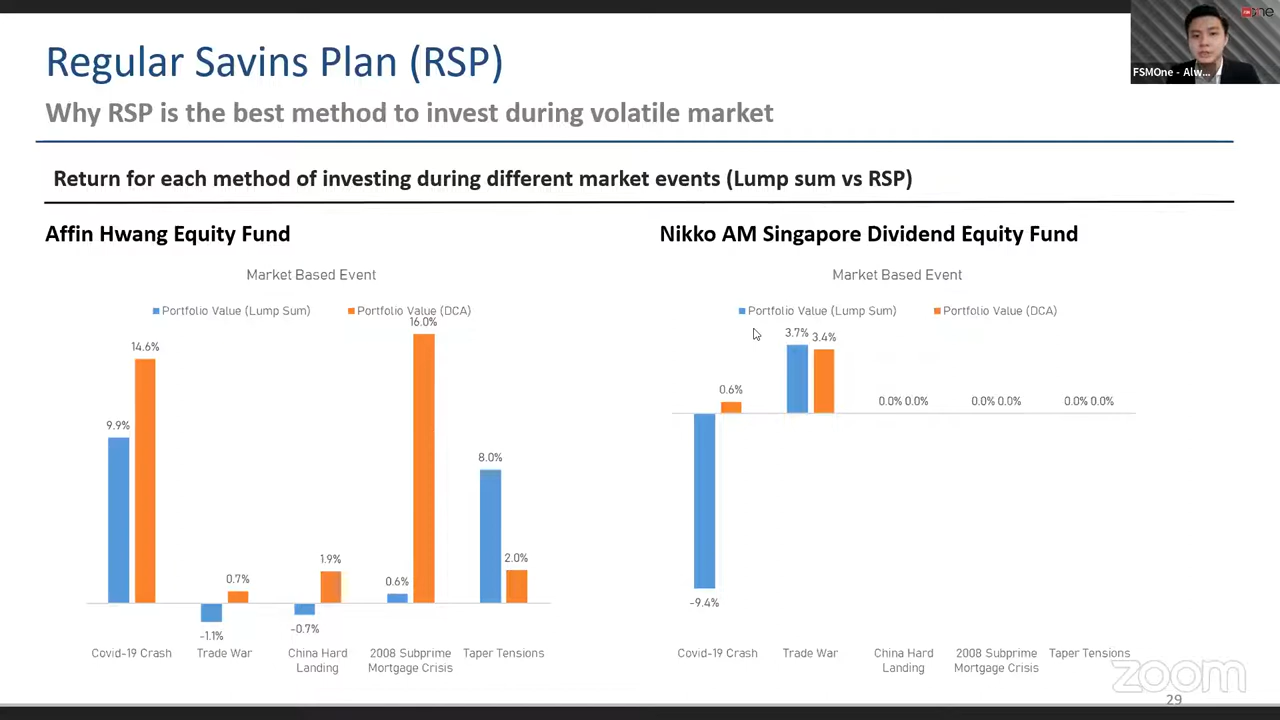 Regular Savins Plan (RSP)
Why RSP is the best method to invest during volatile market
FSMOne - Alw...
Return for each method of investing during different market events (Lump sum vs RSP)
Affin Hwang Equity Fund
Market Based Event
Portfolio Value (Lump Sum)
Portfolio Value (DCA)
14.6%
9.9%
-1.1%
0.7%
-0.7%
1.9%
0.6%
16.0%
8.0%
2.0%
Covid-19 Crash
Trade War
China Hard
Landing
2008 Subprime
Mortgage Crisis
Taper Tensions
Nikko AM Singapore Dividend Equity Fund
Market Based Event
Portfolio Value (Lump Sum)
Portfolio Value (DCA)
-9.4%
0.6%
3.7%
3.4%
0.0% 0.0%
0.0% 0.0%
0.0% 0.0%
Covid-19 Crash
Trade War
China Hard
Landing
2008 Subprime
Mortgage Crisis
Taper Tensions
zoom
29